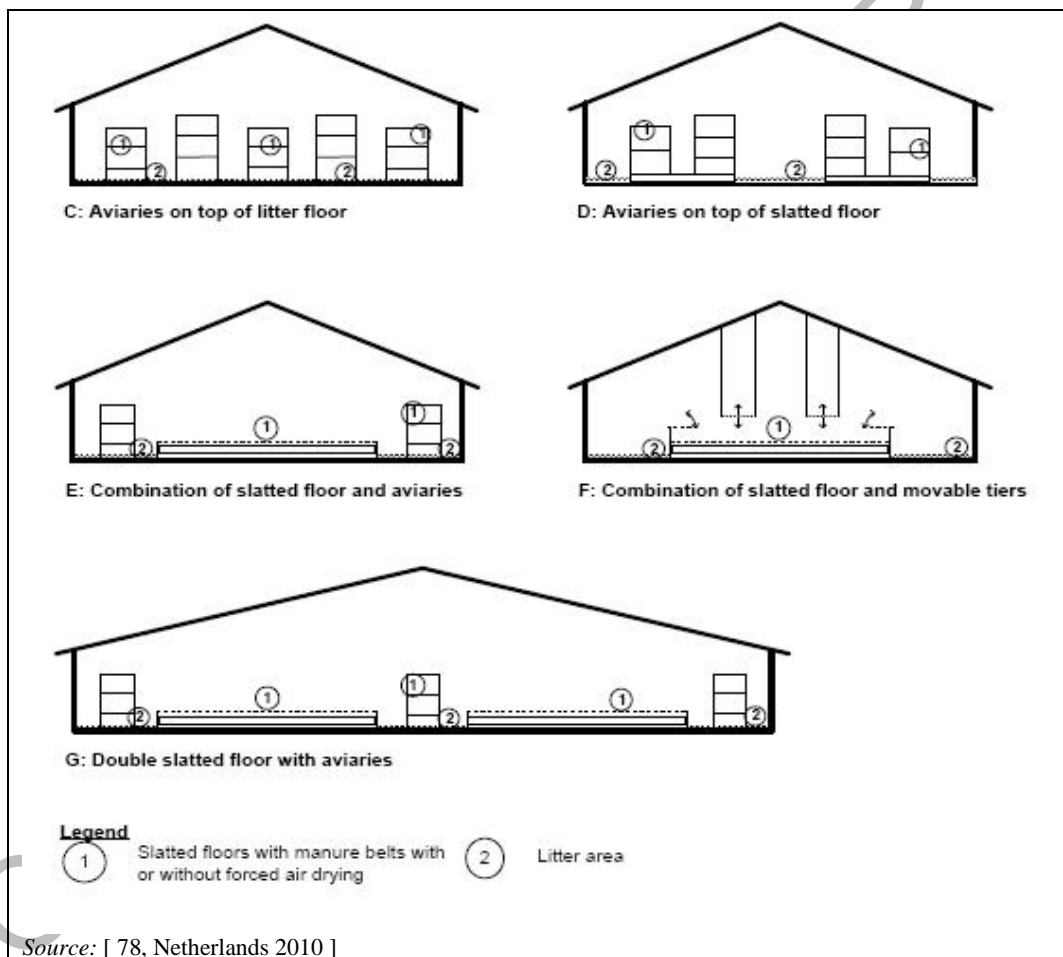 1
1
1
2
2
C: Aviaries on top of litter floor
1
1
2
2
D: Aviaries on top of slatted floor
1
1
2
2
E: Combination of slatted floor and aviaries
1
2
2
F: Combination of slatted floor and movable tiers
1
1
1
2
2
2
G: Double slatted floor with aviaries
Legend
1
Slatted floors with manure belts with
or without forced air drying
2
Litter area
Source: [ 78, Netherlands 2010 ]